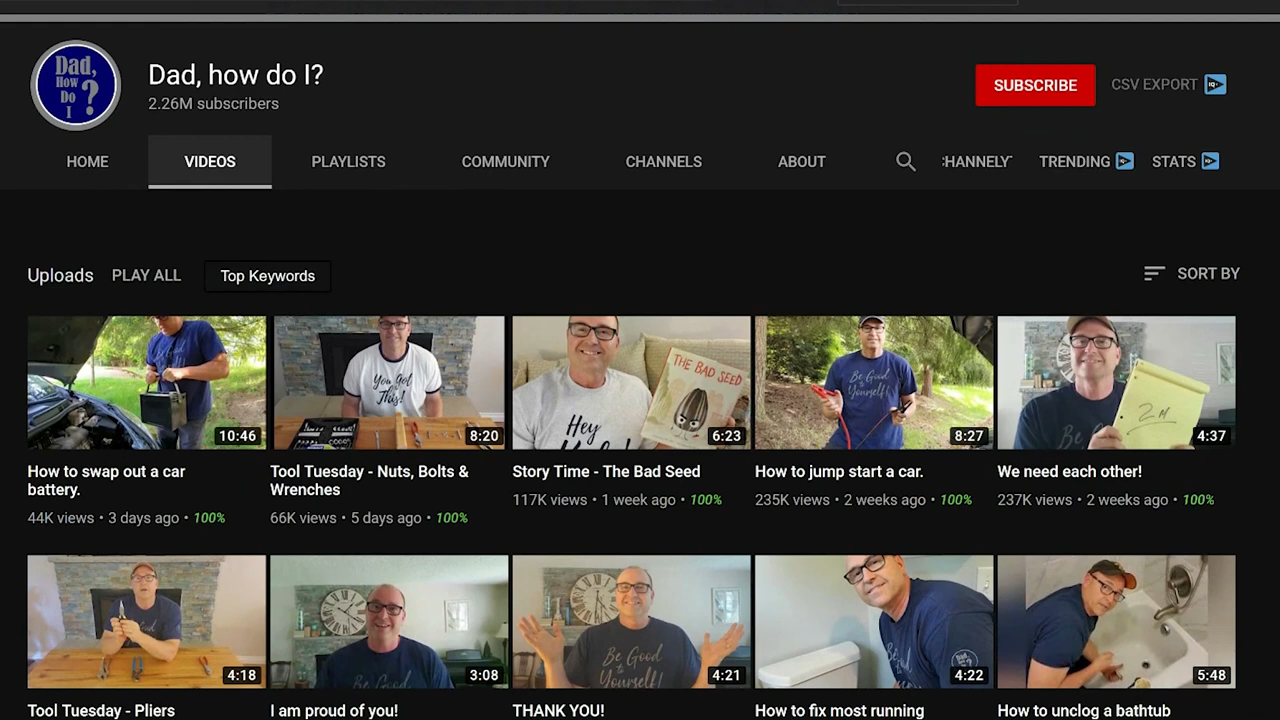 Dad,
How
Do
I
?
Dad, how do I?
2.26M subscribers
SUBSCRIBE
CSV EXPORT
HOME
VIDEOS
PLAYLISTS
COMMUNITY
CHANNELS
ABOUT
TRENDING
STATS
Uploads
PLAY ALL
Top Keywords
SORT BY
10:46
You Got
This!
8:20
Hey
THE BAD SEED
6:23
Be Good
to
Yourself!
8:27
Be
2M
4:37
How to swap out a car
battery.
44K views • 3 days ago • 100%
Tool Tuesday - Nuts, Bolts &
Wrenches
66K views • 5 days ago • 100%
Story Time - The Bad Seed
117K views • 1 week ago • 100%
How to jump start a car.
235K views • 2 weeks ago • 100%
We need each other!
237K views • 2 weeks ago • 100%
4:18
3:08
Be Good
to
Yourself!
4:21
4:22
5:48
Tool Tuesday - Pliers
I am proud of you!
THANK YOU!
How to fix most running
How to unclog a bathtub